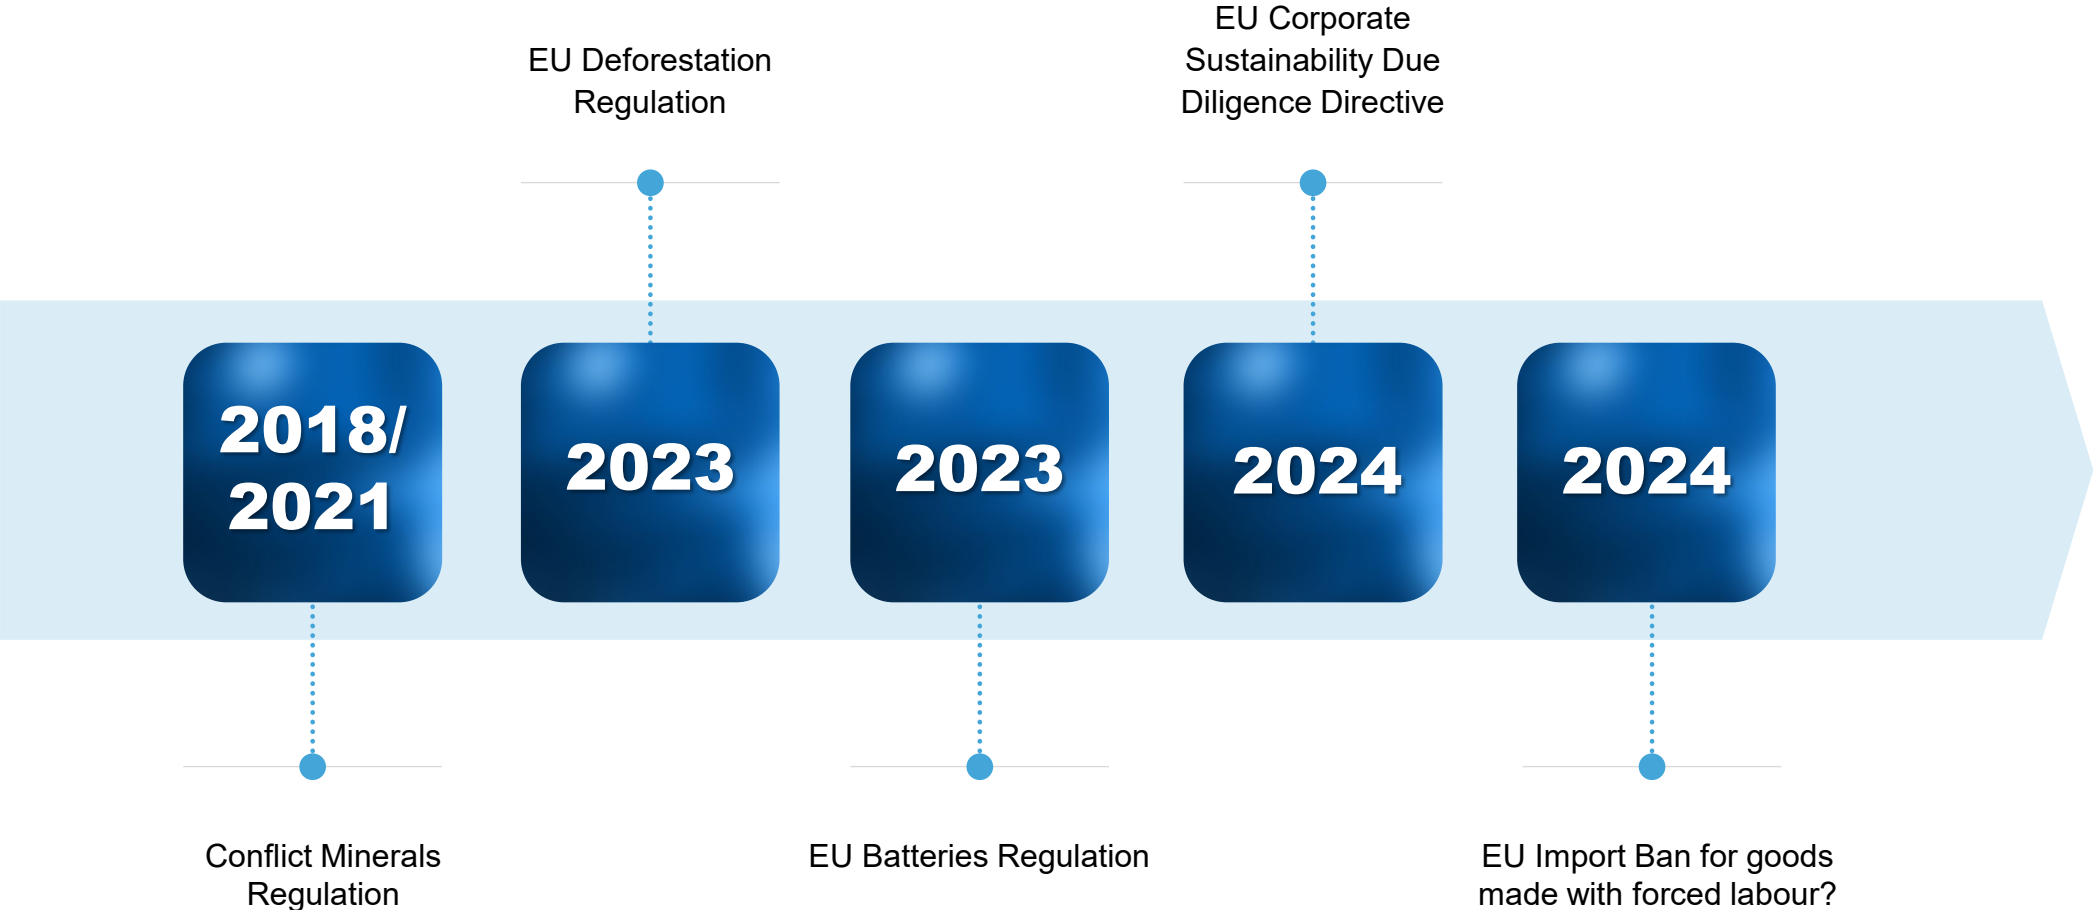 EU Deforestation
Regulation
EU Corporate
Sustainability Due
Diligence Directive
2018/
2021
2023
2023
2024
2024
Conflict Minerals
Regulation
EU Batteries Regulation
EU Import Ban for goods
made with forced labour?